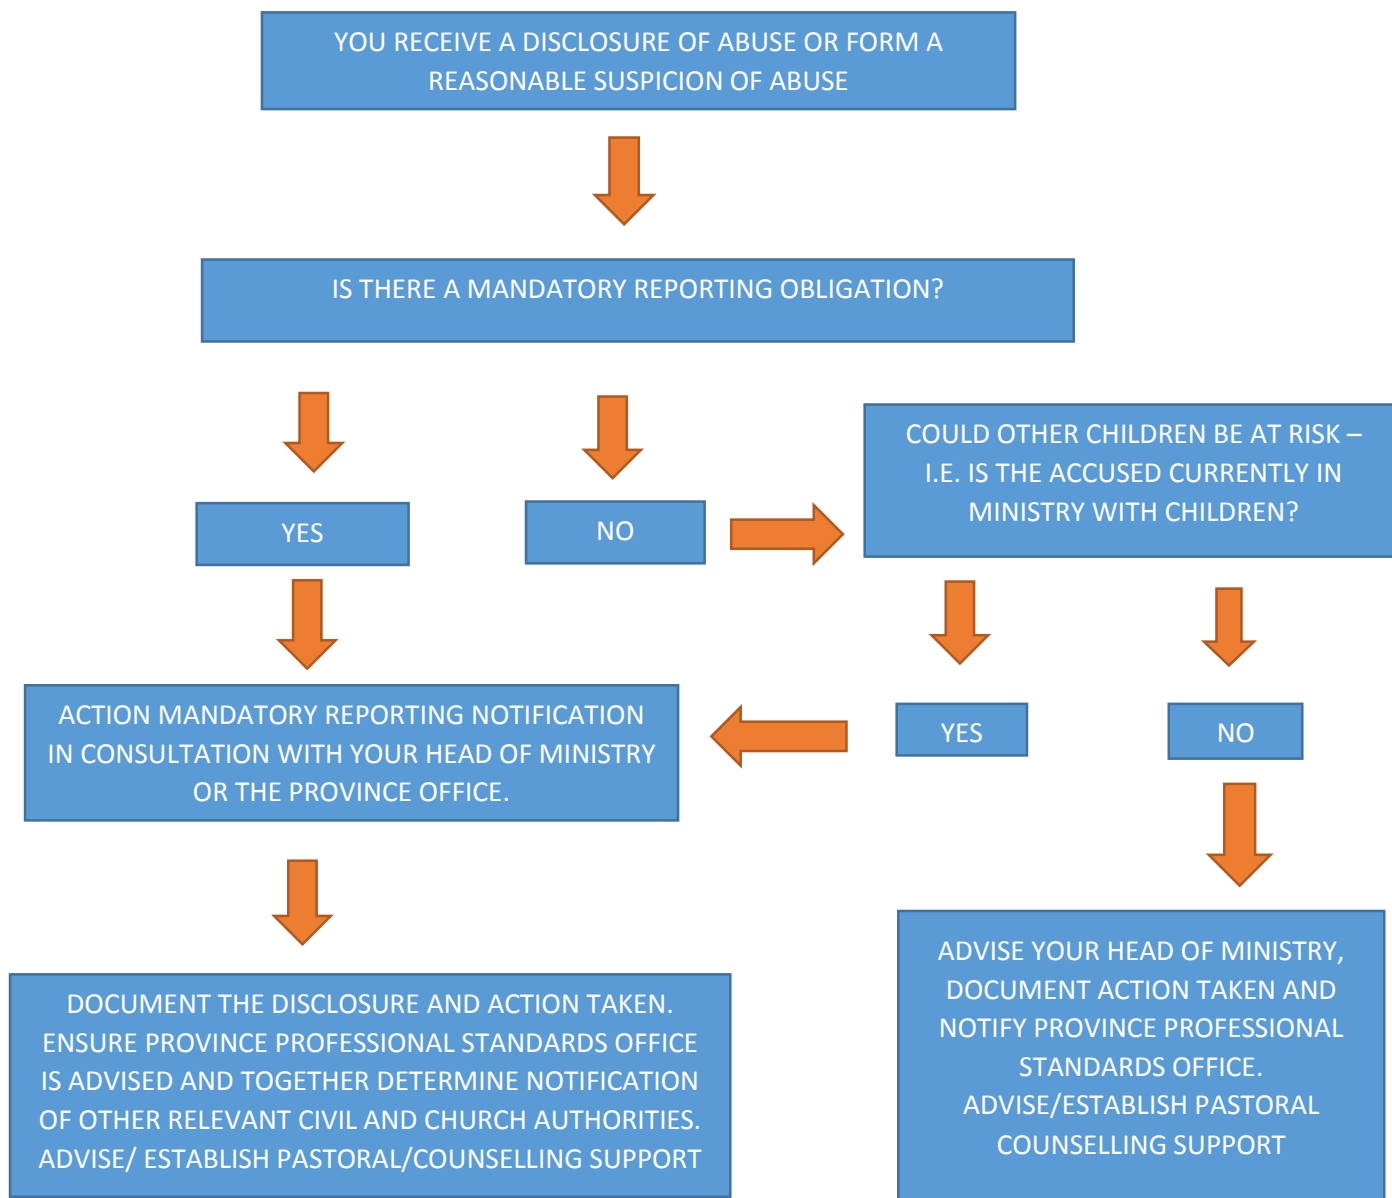 YOU RECEIVE A DISCLOSURE OF ABUSE OR FORM A
REASONABLE SUSPICION OF ABUSE
IS THERE A MANDATORY REPORTING OBLIGATION?
YES
NO
COULD OTHER CHILDREN BE AT RISK –
I.E. IS THE ACCUSED CURRENTLY IN
MINISTRY WITH CHILDREN?
YES
NO
ACTION MANDATORY REPORTING NOTIFICATION
IN CONSULTATION WITH YOUR HEAD OF MINISTRY
OR THE PROVINCE OFFICE.
DOCUMENT THE DISCLOSURE AND ACTION TAKEN.
ENSURE PROVINCE PROFESSIONAL STANDARDS OFFICE
IS ADVISED AND TOGETHER DETERMINE NOTIFICATION
OF OTHER RELEVANT CIVIL AND CHURCH AUTHORITIES.
ADVISE/ ESTABLISH PASTORAL/COUNSELLING SUPPORT
ADVISE YOUR HEAD OF MINISTRY,
DOCUMENT ACTION TAKEN AND
NOTIFY PROVINCE PROFESSIONAL
STANDARDS OFFICE.
ADVISE/ESTABLISH PASTORAL
COUNSELLING SUPPORT